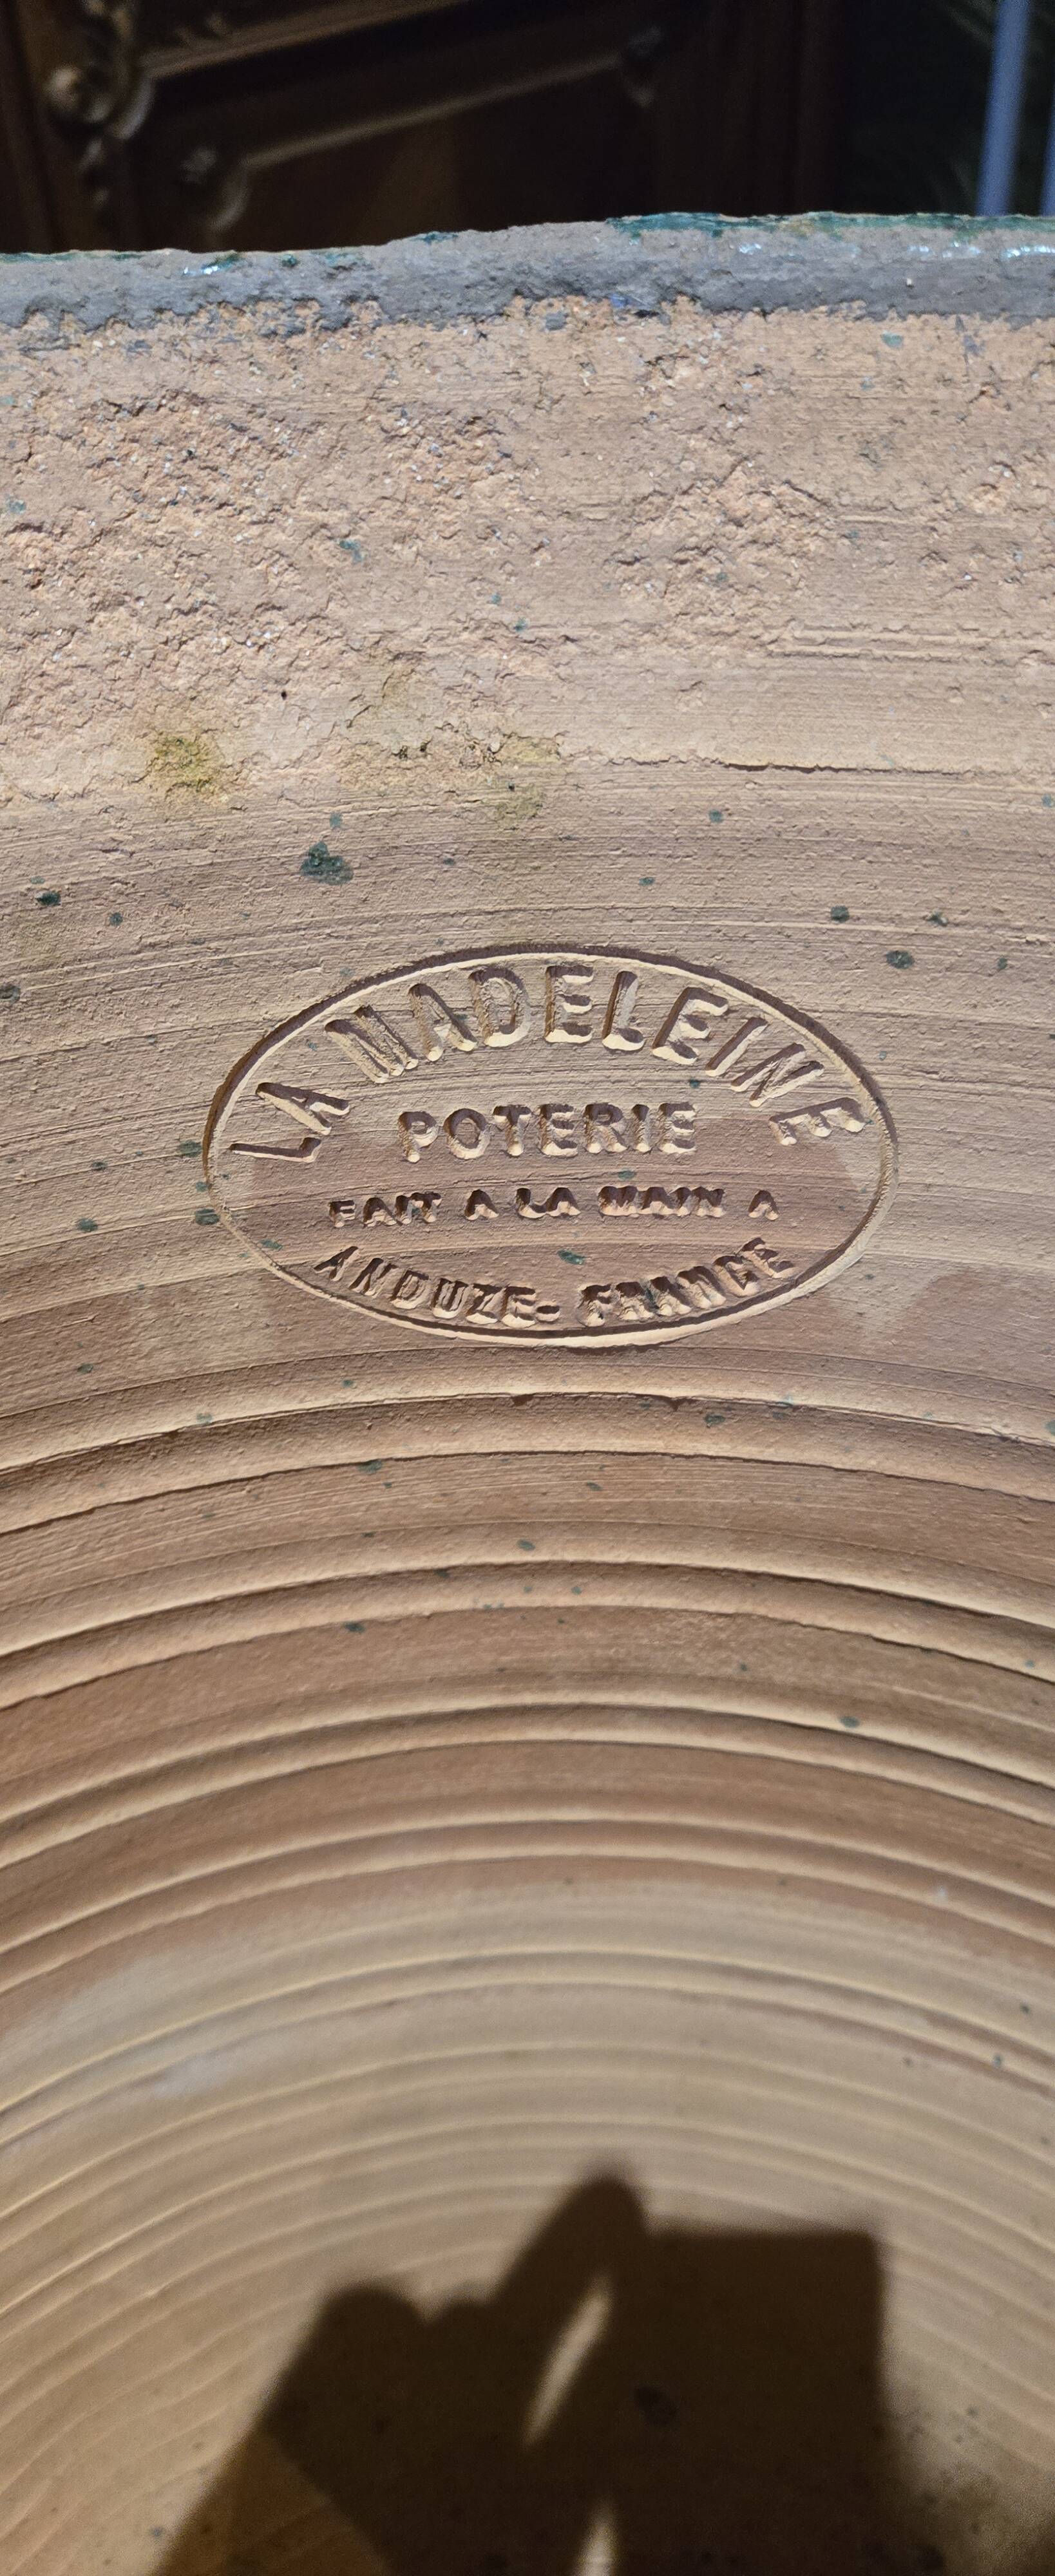 LA MADELEINE
POTERIE
FAIT A LA MAIN A
ANDUZE- FRANCE